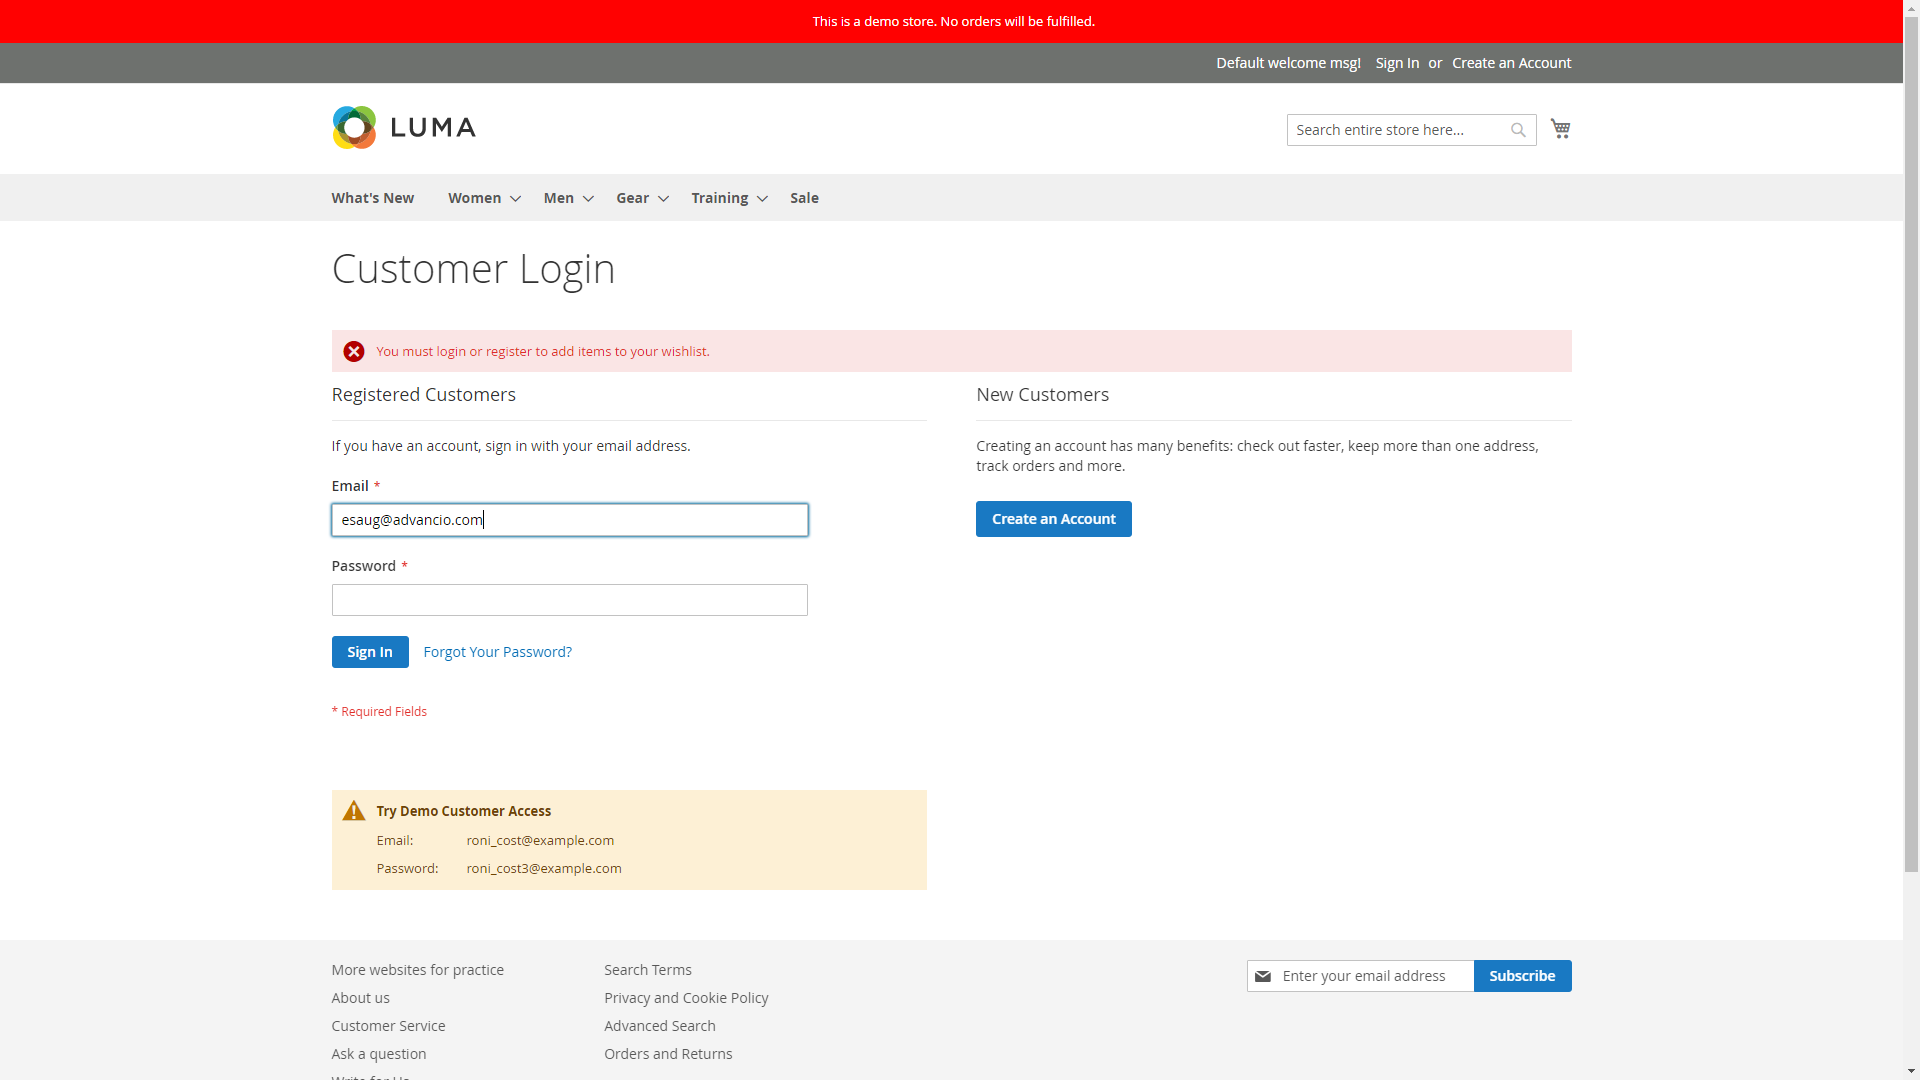 This is a demo store. No orders will be fulfilled.
Default welcome msg! Sign In or Create an Account
LUMA
Search entire store here...
What's New Women Men Gear Training Sale
Customer Login
You must login or register to add items to your wishlist.
Registered Customers
If you have an account, sign in with your email address.
Email *
esaug@advancio.com
Password *
Sign In Forgot Your Password?
* Required Fields
New Customers
Creating an account has many benefits: check out faster, keep more than one address,
track orders and more.
Create an Account
Try Demo Customer Access
Email: roni_cost@example.com
Password: roni_cost3@example.com
More websites for practice
About us
Customer Service
Ask a question
Write for Us
Search Terms
Privacy and Cookie Policy
Advanced Search
Orders and Returns
Enter your email address Subscribe